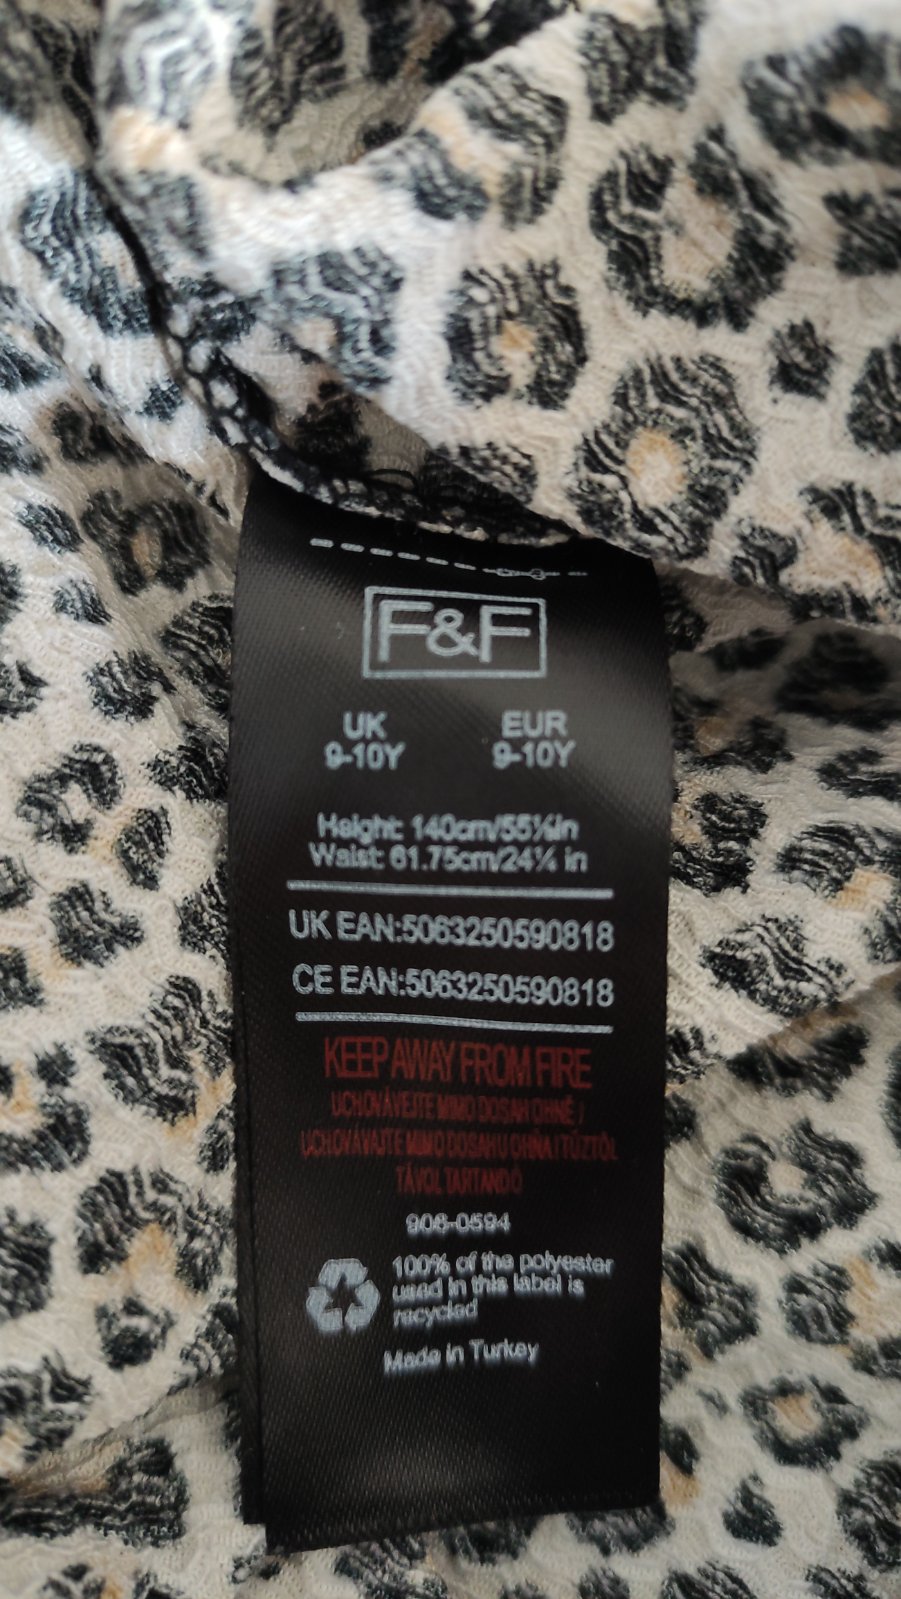 F&F
UK EUR
9-10Y 9-10Y
Height: 140cm/55⅛in
Waist: 61.75cm/24¼ in
UK EAN:5063250590818
CE EAN:5063250590818
KEEP AWAY FROM FIRE
UCHOVÁVEJTE MIMO DOSAH OHNĚ /
UCHOVÁVAJTE MIMO DOSAHU OHŇA / TŰZTŐL
TÁVOL TARTANDÓ
906-0594
100% of the polyester
used in this label is
recycled
Made in Turkey